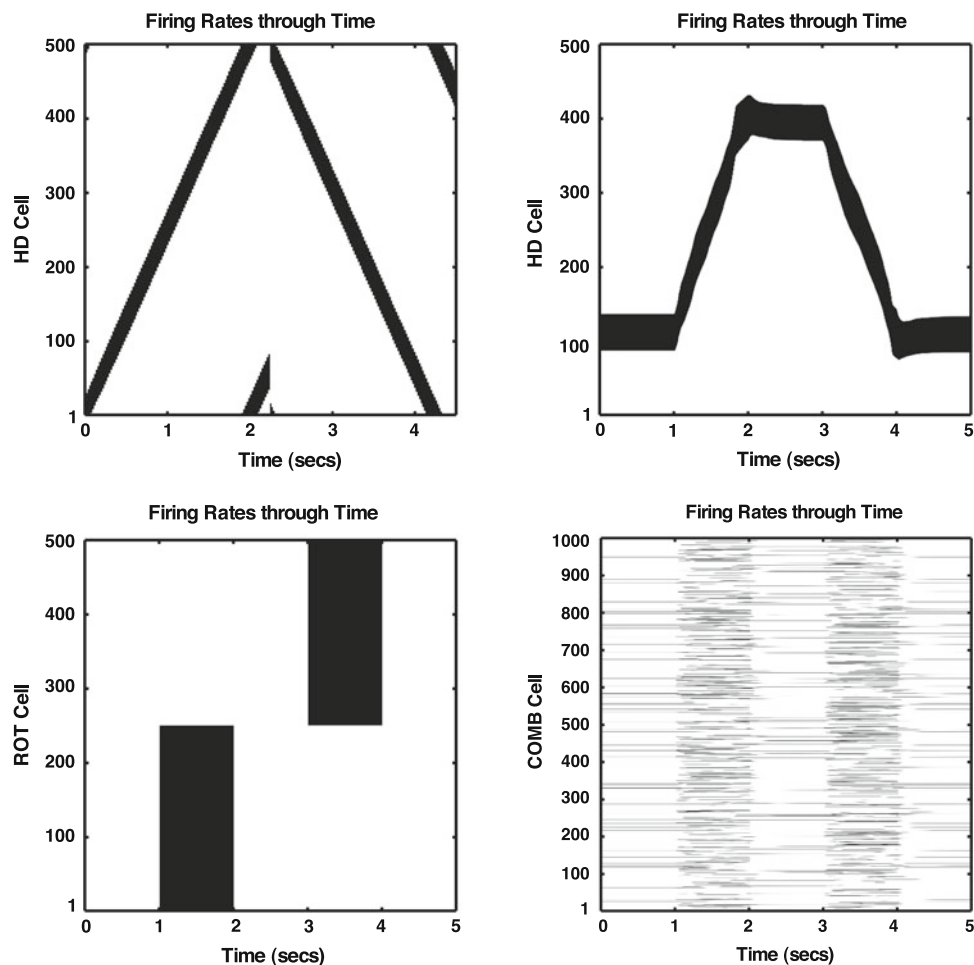 Firing Rates through Time
500
400
300
200
100
1
HD Cell
0 1 2 3 4
Time (secs)
Firing Rates through Time
500
400
300
200
100
1
HD Cell
0 1 2 3 4 5
Time (secs)
Firing Rates through Time
500
400
300
200
100
1
ROT Cell
0 1 2 3 4 5
Time (secs)
Firing Rates through Time
1000
900
800
700
600
500
400
300
200
100
1
COMB Cell
0 1 2 3 4 5
Time (secs)